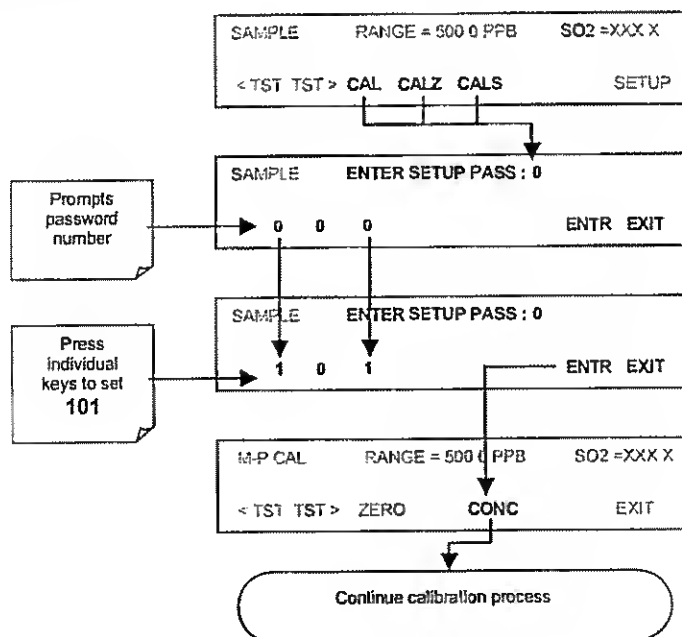 SAMPLE RANGE = 500 0 PPB SO2 =XXX X
< TST TST > CAL CALZ CALS SETUP
SAMPLE ENTER SETUP PASS : 0
Prompts
password
number
0 0 0 ENTR EXIT
SAMPLE ENTER SETUP PASS : 0
Press
individual
keys to set
101
1 0 1 ENTR EXIT
M-P CAL RANGE = 500 0 PPB SO2 =XXX X
< TST TST > ZERO CONC EXIT
Continue calibration process